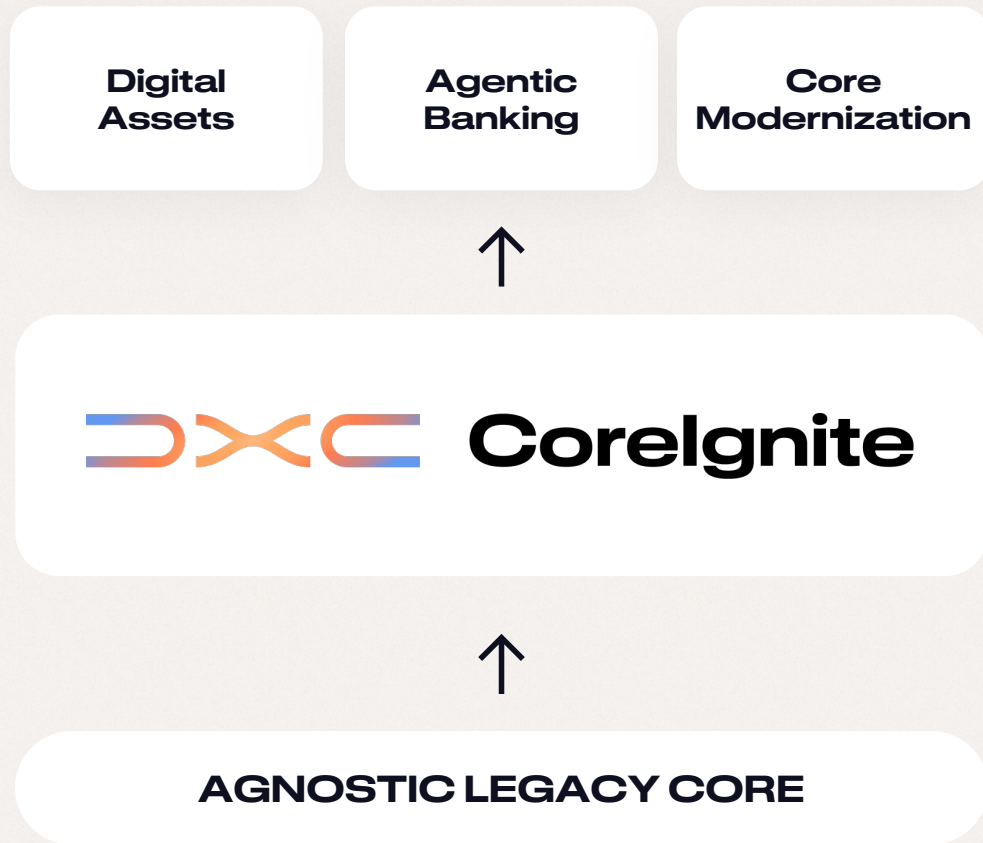 Digital
Assets
Agentic
Banking
Core
Modernization
DXC CoreIgnite
AGNOSTIC LEGACY CORE